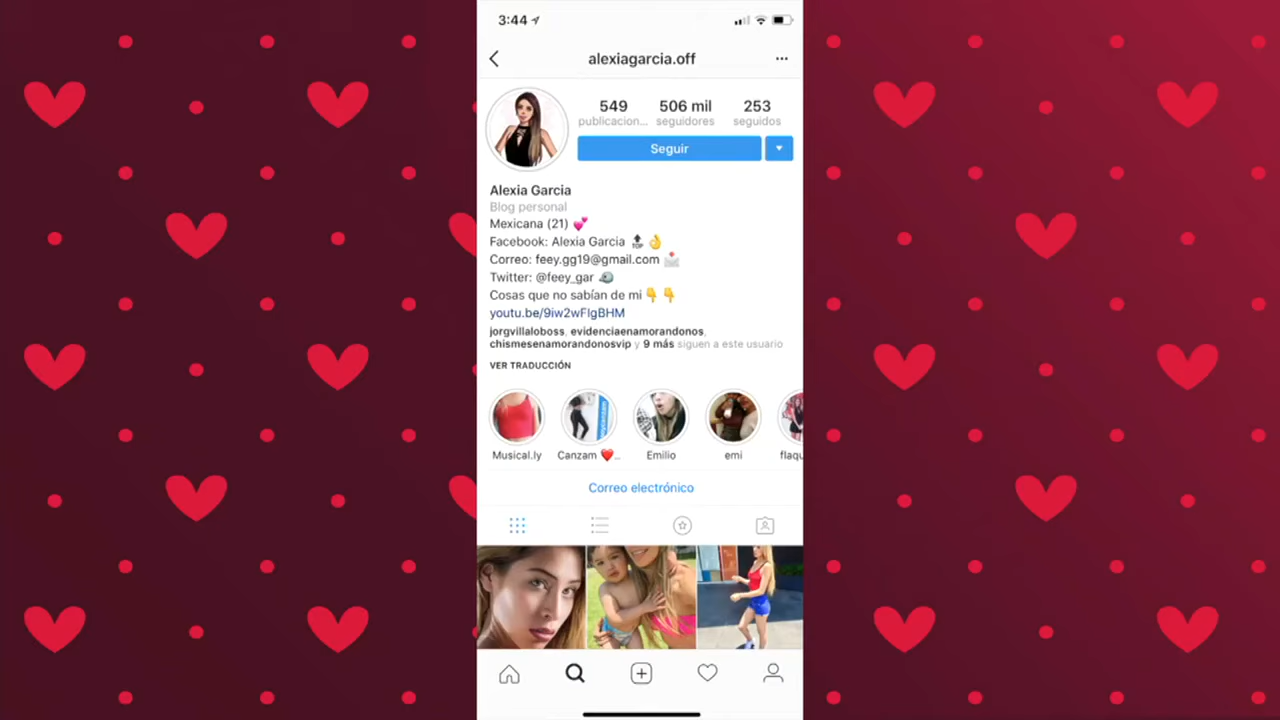 3:44
alexiagarcia.off
549 506 mil 253
publicacion... seguidores seguidos
Seguir
Alexia Garcia
Blog personal
Mexicana (21) 💕
Facebook: Alexia Garcia 🔝 👌
Correo: feey.gg19@gmail.com 📩
Twitter: @feey_gar
Cosas que no sabían de mi 👇 👇
youtu.be/9iw2wFIgBHM
jorgvillaloboss, evidenciaenamorandonos,
chismesenamorandonosvip y 9 más siguen a este usuario
VER TRADUCCIÓN
Musical.ly Canzam ❤️.. Emilio emi flaqu
Correo electrónico